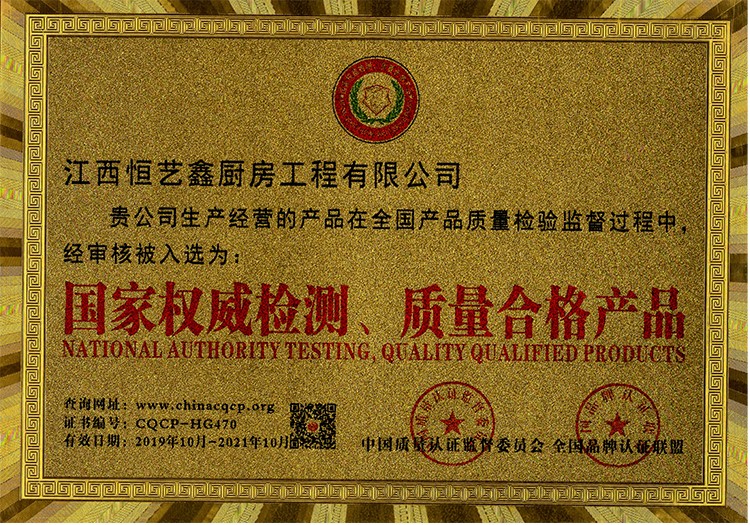 江西恒艺鑫厨房工程有限公司
贵公司生产经营的产品在全国产品质量检验监督过程中，
经审核被入选为：
国家权威检测、质量合格产品
NATIONAL AUTHORITY TESTING, QUALITY QUALIFIED PRODUCTS
查询网址：www.chinacqcp.org
证书编号：CQCP-HG470
有效日期：2019年10月-2021年10月
中国质量认证监督委员会 全国品牌认证联盟